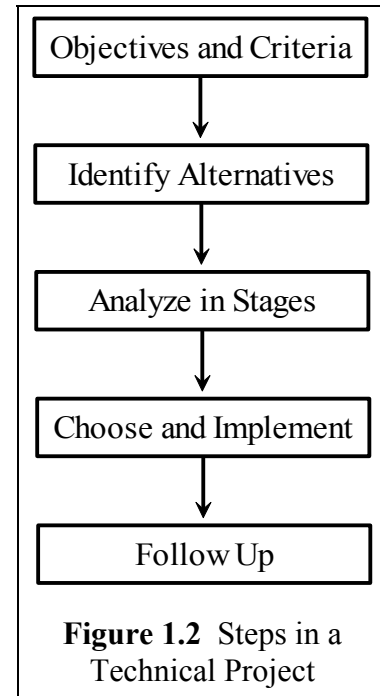 Objectives and Criteria
Identify Alternatives
Analyze in Stages
Choose and Implement
Follow Up
Figure 1.2 Steps in a
Technical Project